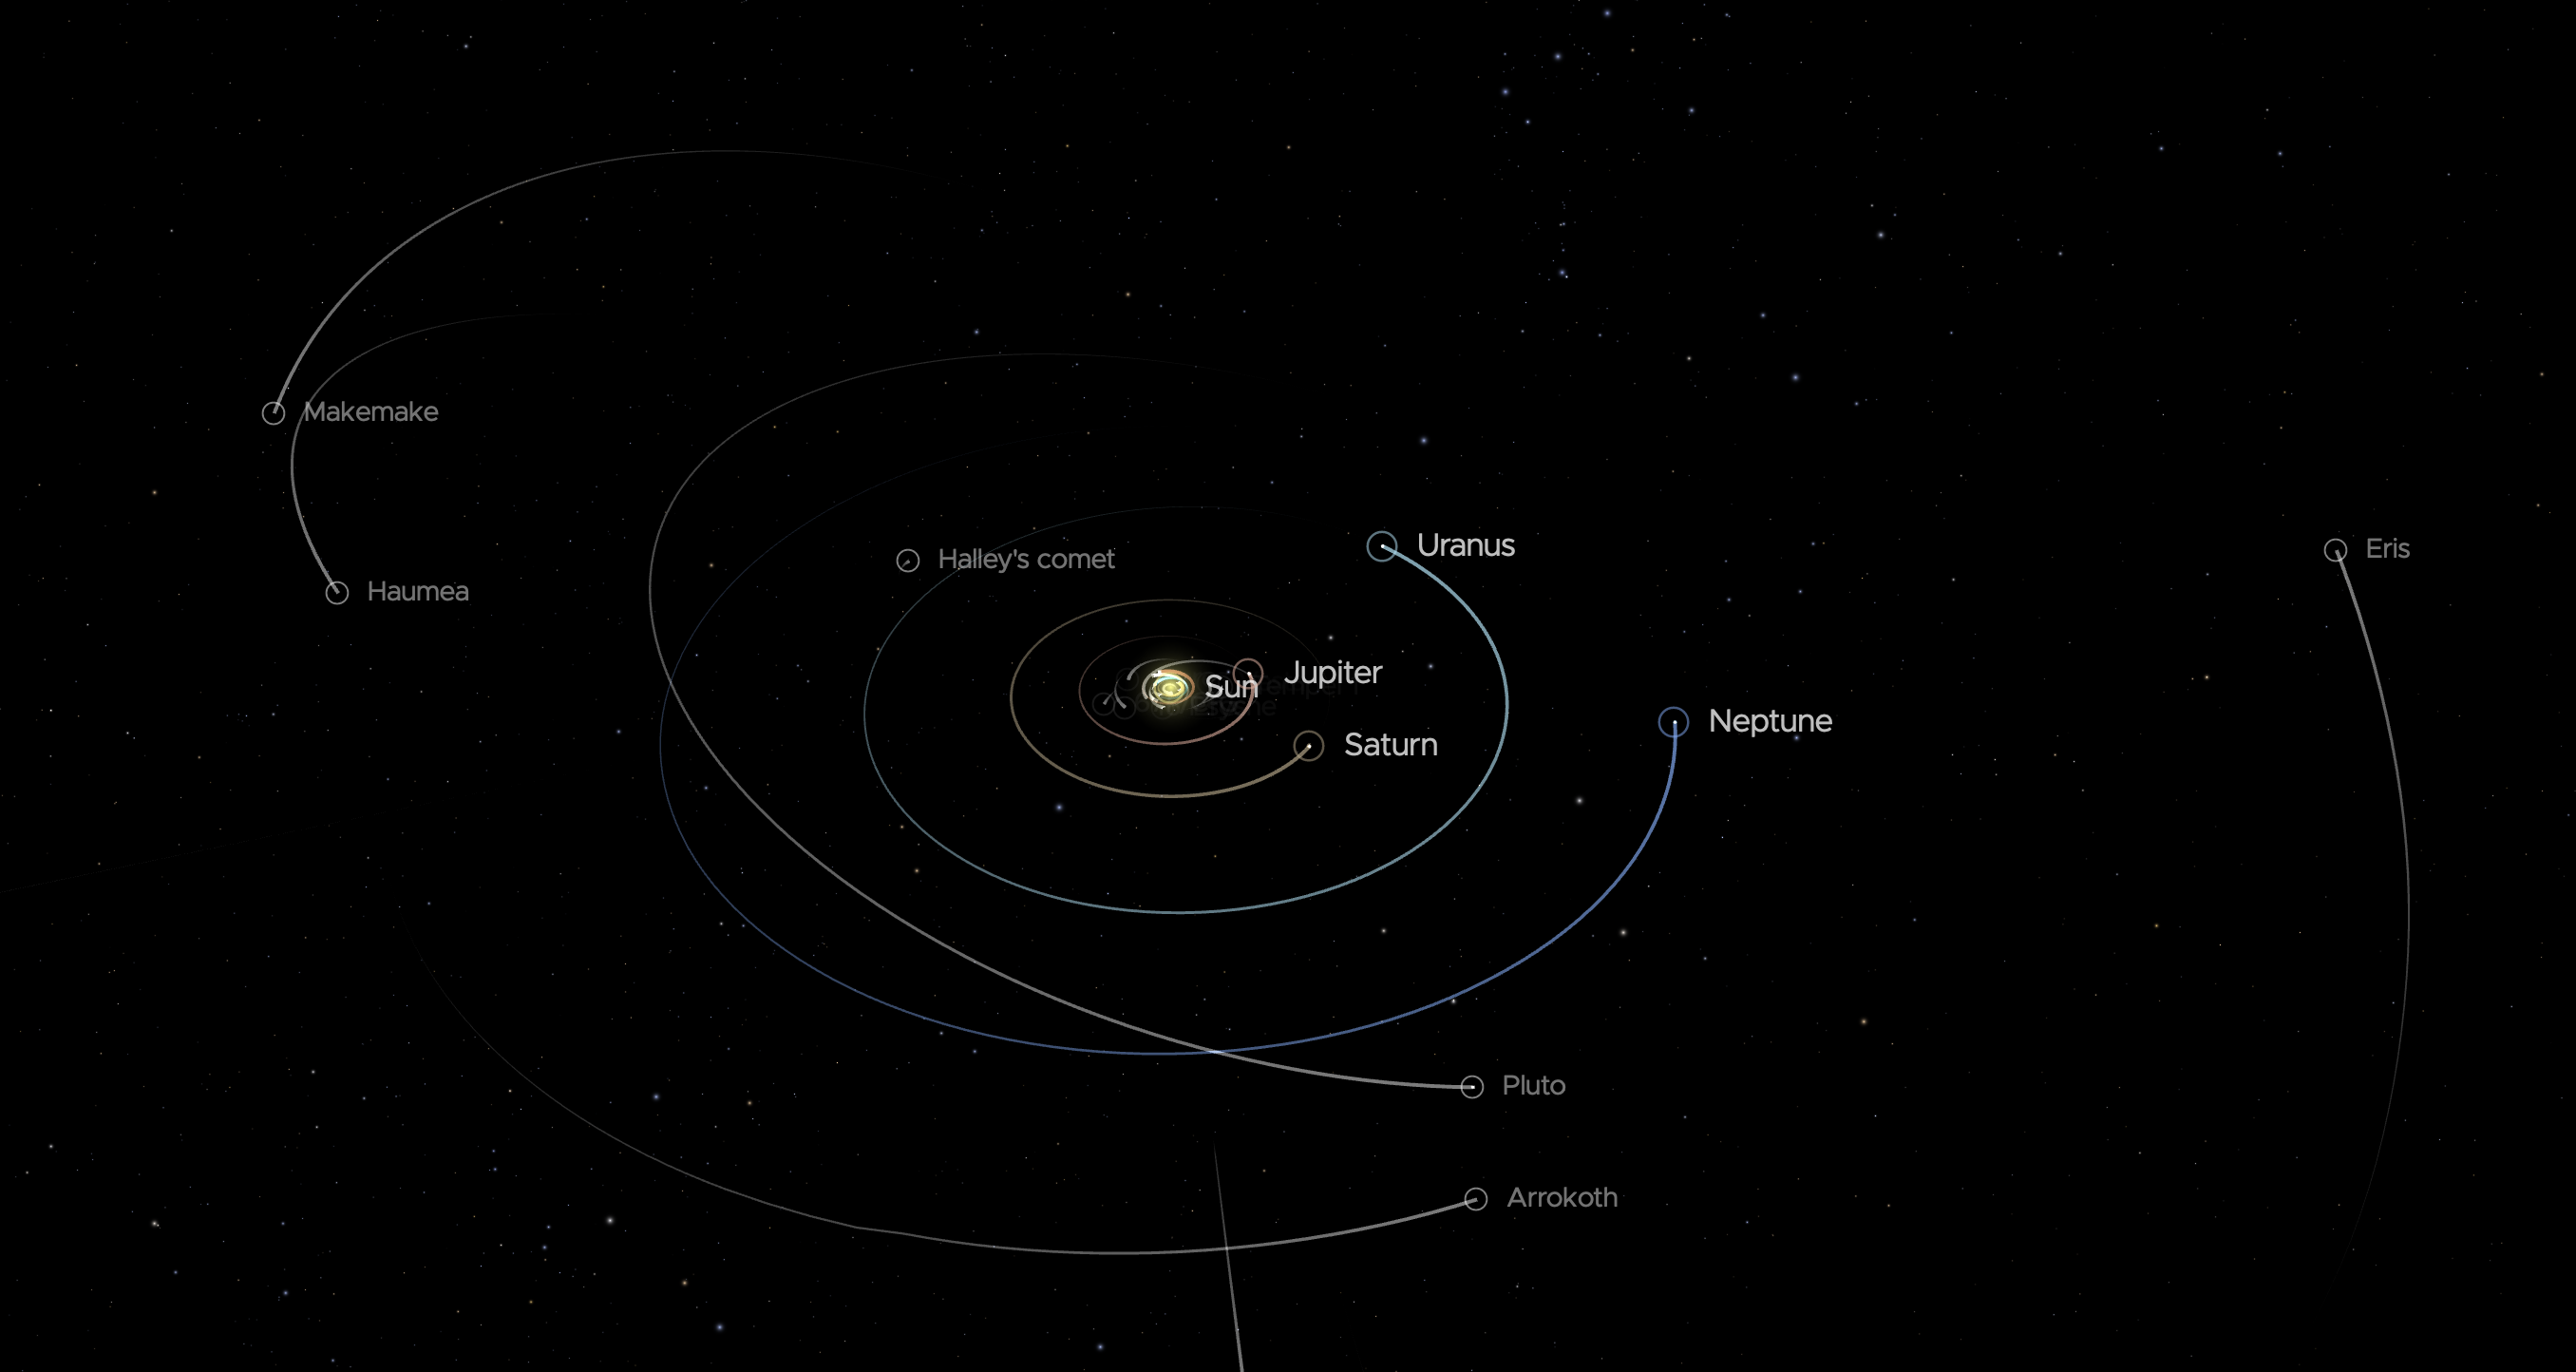 Makemake
Uranus
Eris
Halley's comet
Haumea
Jupiter
Sun
Neptune
Saturn
Pluto
Arrokoth